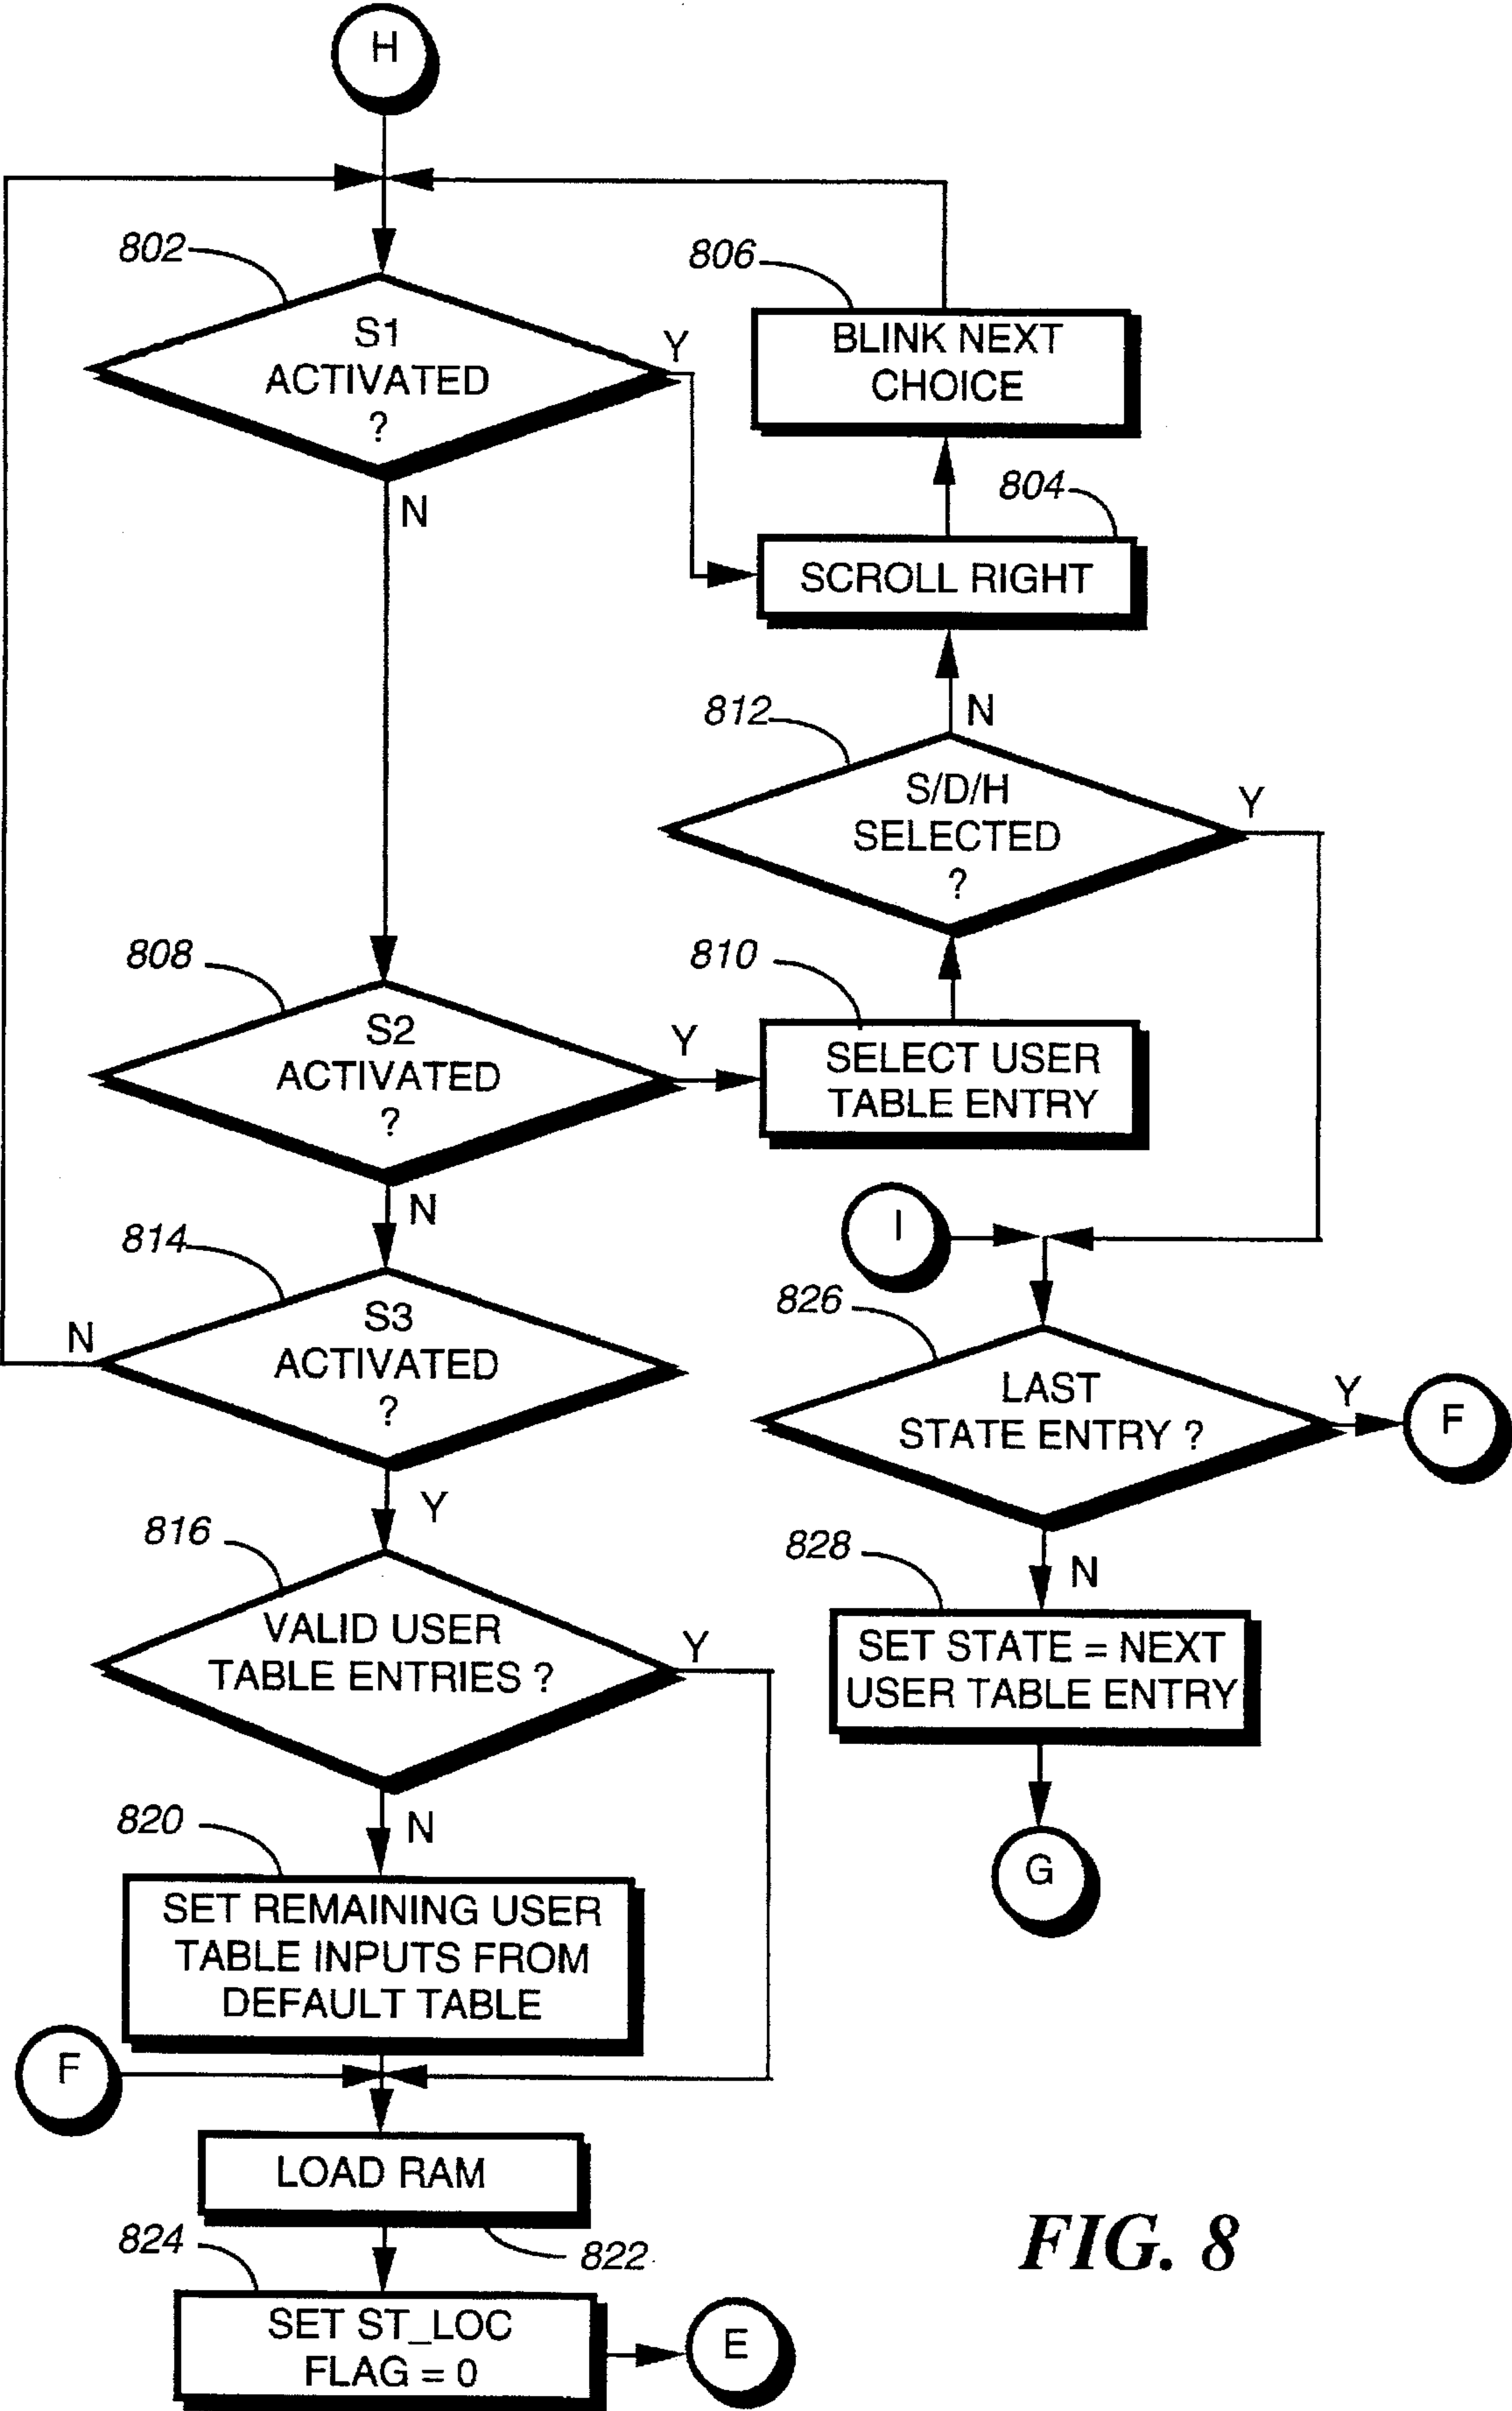 H
802
S1
ACTIVATED
?
Y
N
806
BLINK NEXT
CHOICE
804
SCROLL RIGHT
812
N
S/D/H
SELECTED
?
Y
808
S2
ACTIVATED
?
Y
N
810
SELECT USER
TABLE ENTRY
814
S3
ACTIVATED
?
N
Y
I
826
LAST
STATE ENTRY ?
Y
F
N
828
SET STATE = NEXT
USER TABLE ENTRY
G
816
VALID USER
TABLE ENTRIES ?
Y
N
820
SET REMAINING USER
TABLE INPUTS FROM
DEFAULT TABLE
F
LOAD RAM
822
824
SET ST_LOC
FLAG = 0
E
FIG. 8